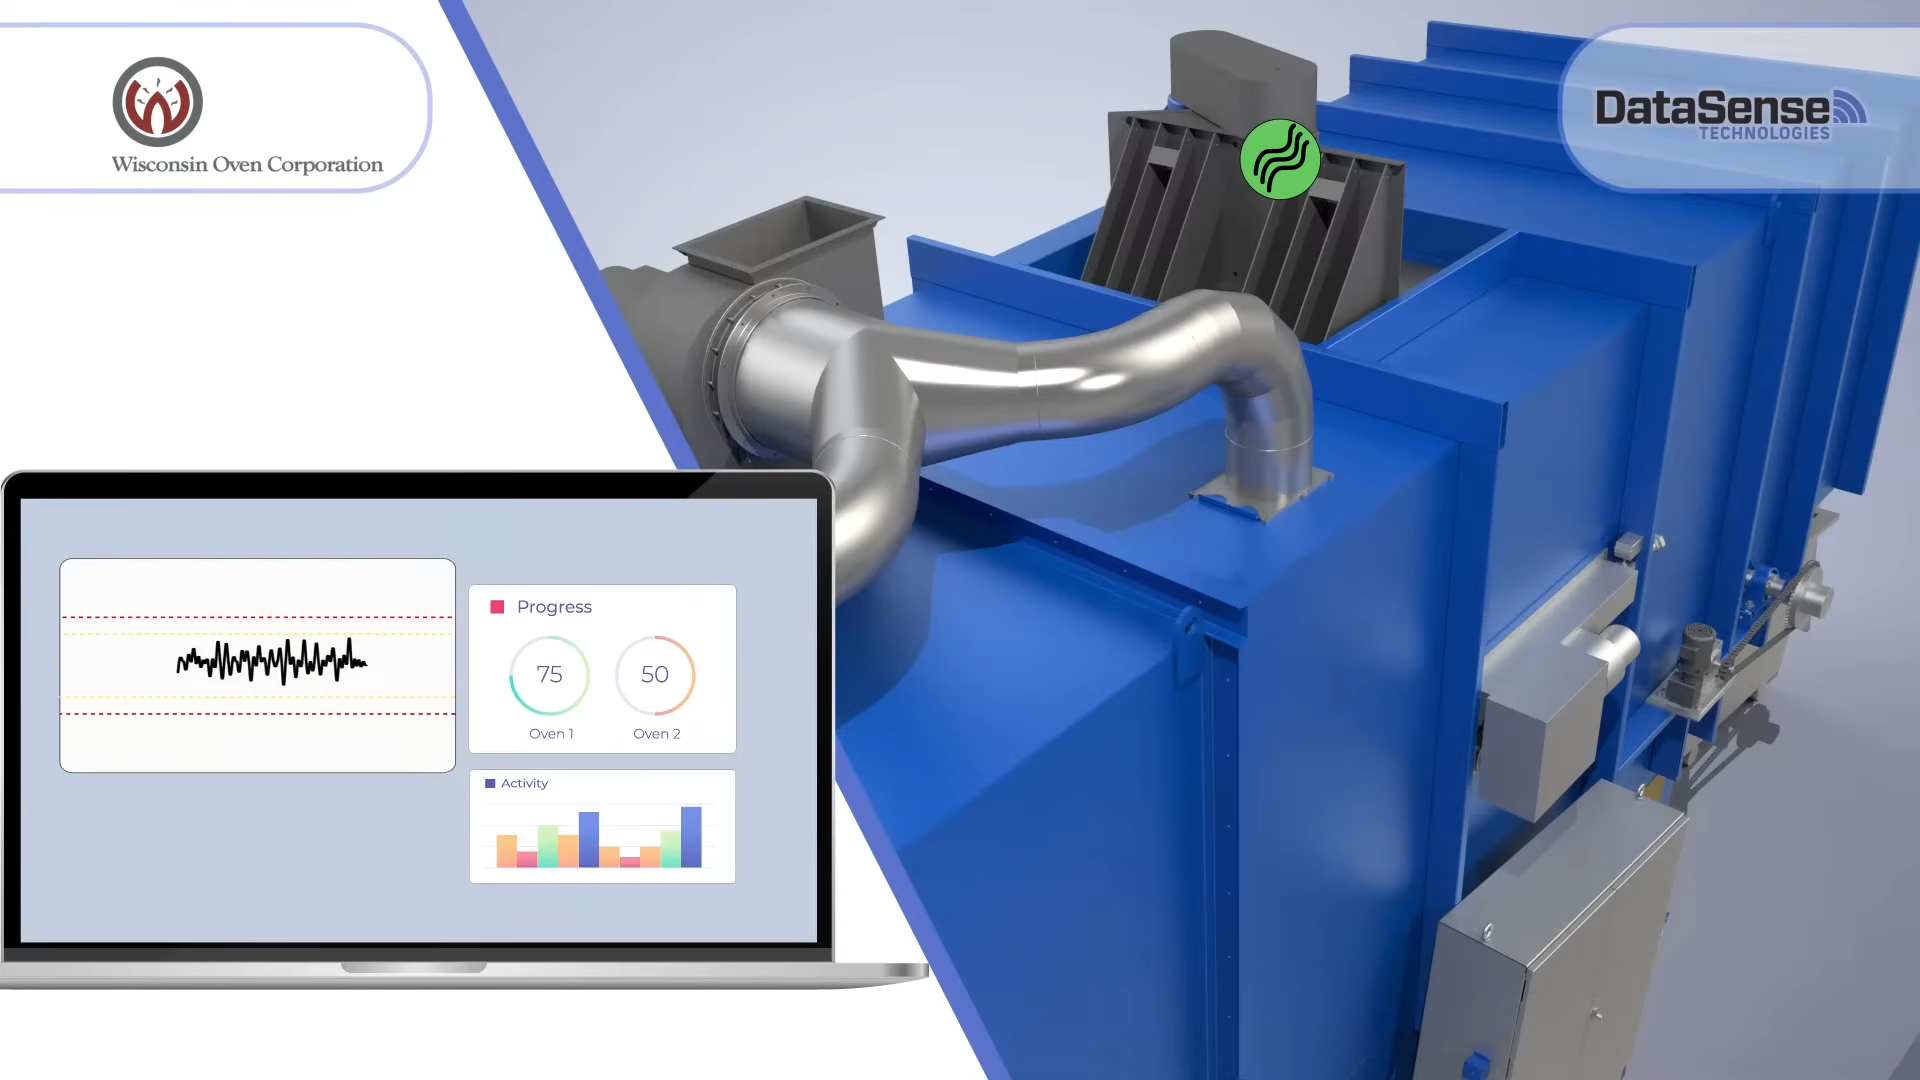 Wisconsin Oven Corporation
DataSense
TECHNOLOGIES
Progress
75
50
Oven 1
Oven 2
Activity